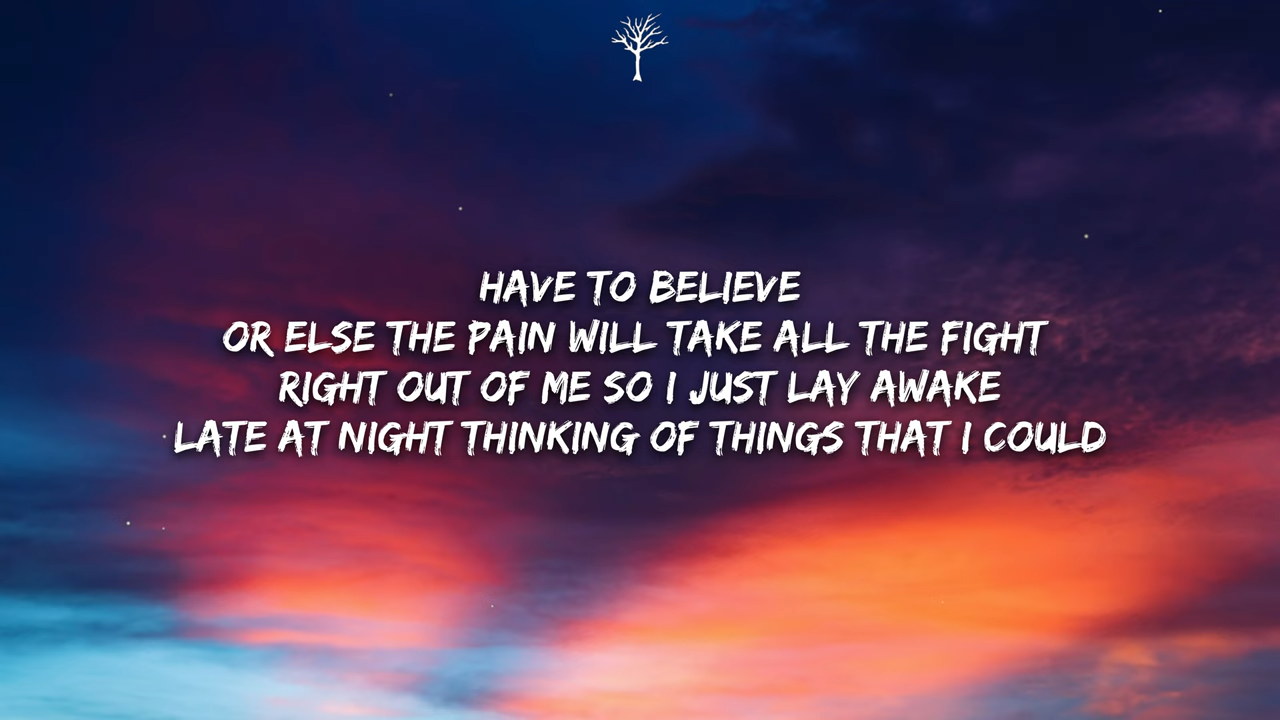 HAVE TO BELIEVE
OR ELSE THE PAIN WILL TAKE ALL THE FIGHT
RIGHT OUT OF ME SO I JUST LAY AWAKE
LATE AT NIGHT THINKING OF THINGS THAT I COULD